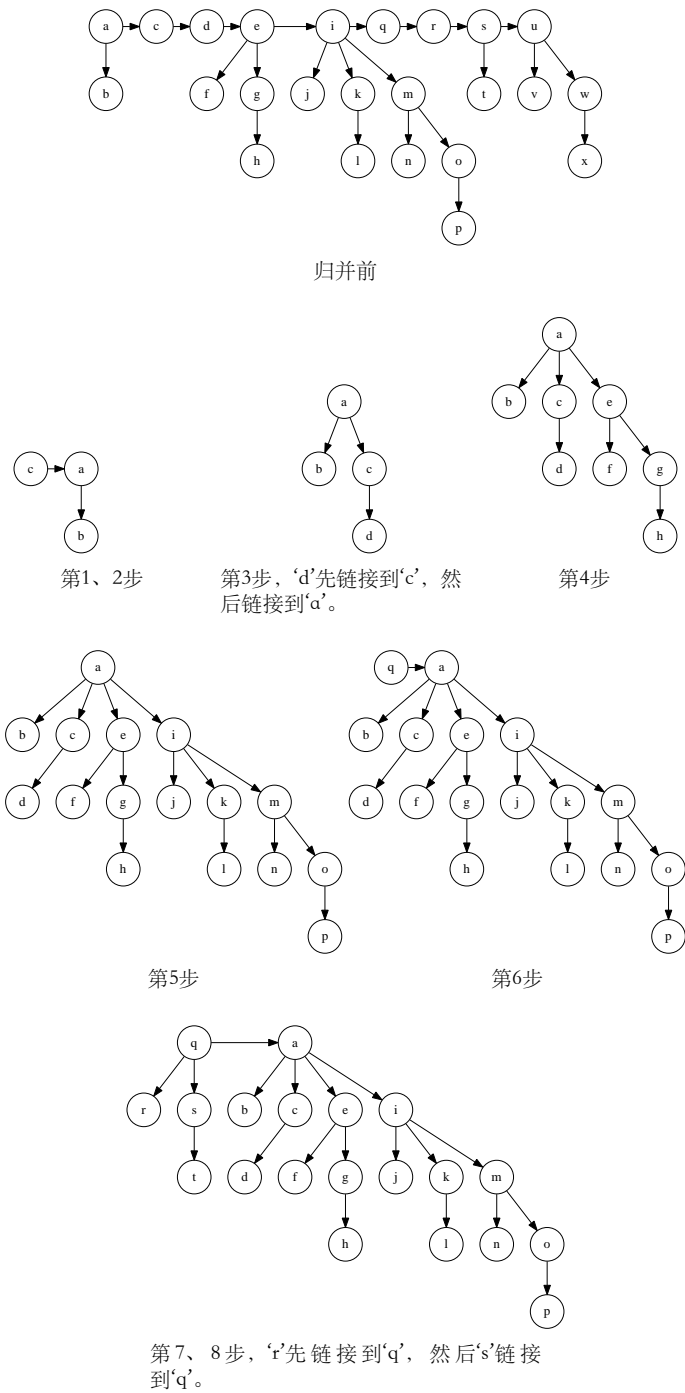 a c d e i q r s u
b f g j k m t v w
h l n o x
p
归并前
a
a b c e
c a b c d f g
b d h
第1、2步
第3步，‘d’先链接到‘c’，然
后链接到‘a’。
第4步
a q a
b c e i b c e i
d f g j k m d f g j k m
h l n o h l n o
p p
第5步
第6步
q a
r s b c e i
t d f g j k m
h l n o
p
第7、8步，‘r’先链接到‘q’，然后‘s’链接
到‘q’。